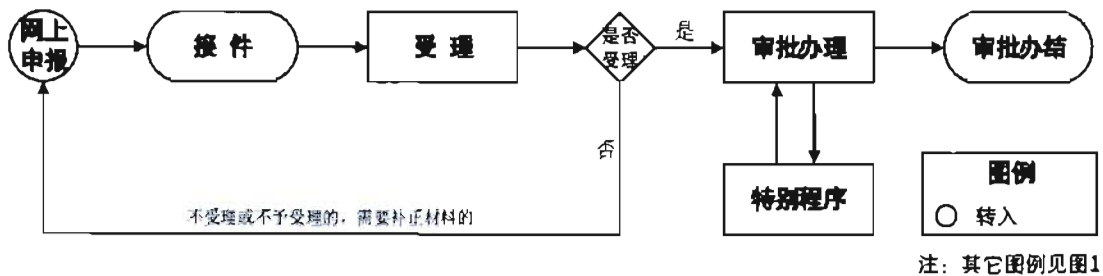 网上
申报
接件
受理
是否
受理
是
审批办理
审批办结
否
特别程序
不受理或不予受理的，需要补正材料的
图例
转入
注：其它图例见图1